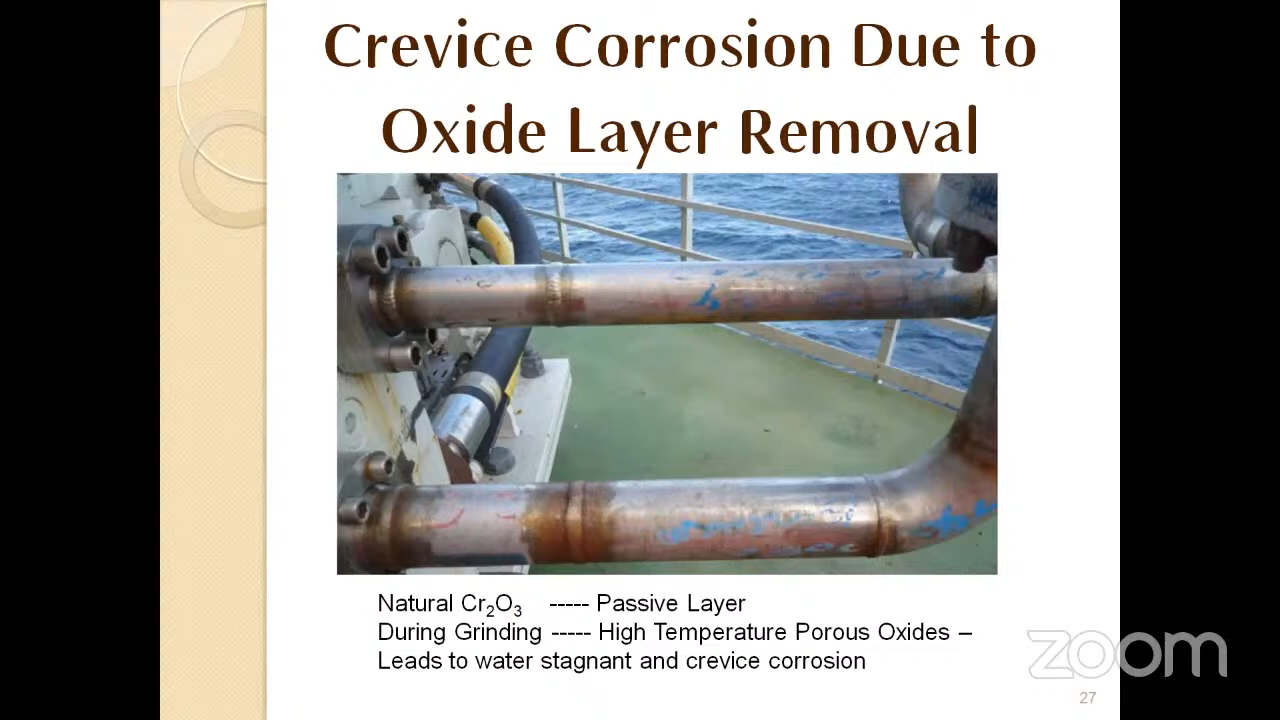 Crevice Corrosion Due to
Oxide Layer Removal
Natural Cr₂O₃ ----- Passive Layer
During Grinding ----- High Temperature Porous Oxides –
Leads to water stagnant and crevice corrosion
zoom
27